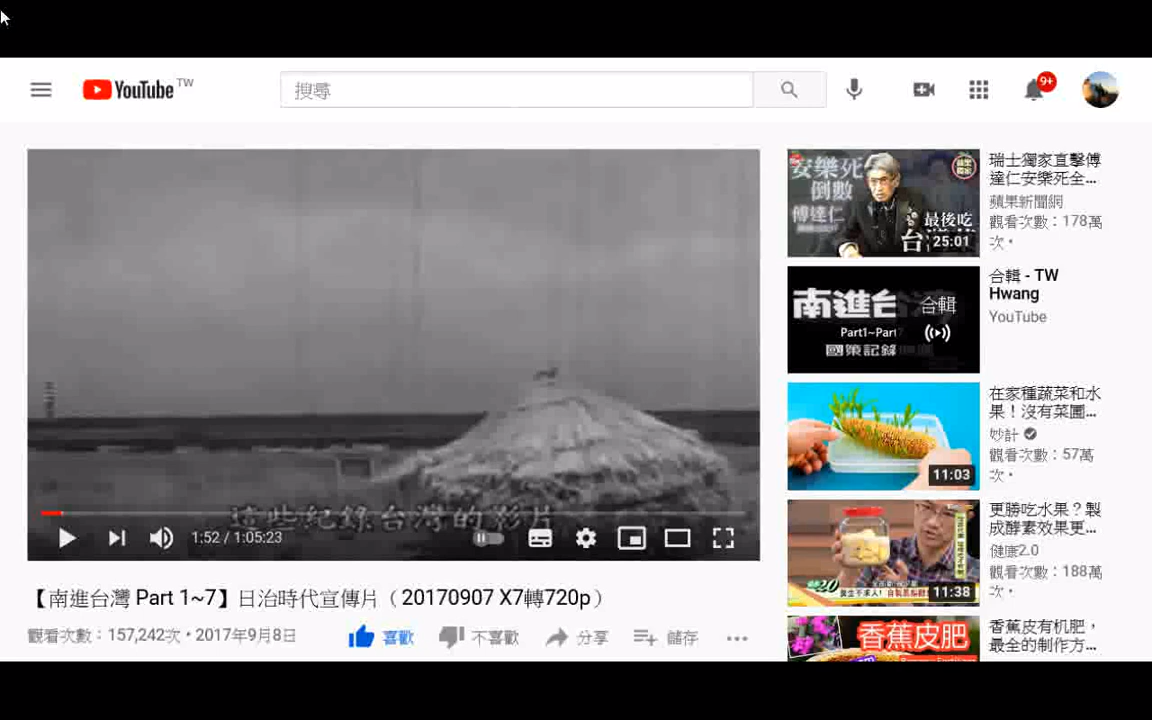 YouTube TW
搜尋
9+
這些紀錄台灣的影片
1:52 / 1:05:23
【南進台灣 Part 1~7】日治時代宣傳片（20170907 X7轉720p）
觀看次數：157,242次・2017年9月8日
喜歡
不喜歡
分享
儲存
安樂死
倒數
傅達仁
最後吃
台
25:01
瑞士獨家直擊傅
達仁安樂死全...
蘋果新聞網
觀看次數：178萬
次・
南進台灣
合輯
Part1~Part7
國策記錄
合輯 - TW
Hwang
YouTube
11:03
在家種蔬菜和水
果！沒有菜圃...
妙計
觀看次數：57萬
次・
11:38
更勝吃水果？製
成酵素效果更...
健康2.0
觀看次數：188萬
次・
香蕉皮肥
香蕉皮有机肥，
最全的制作方...